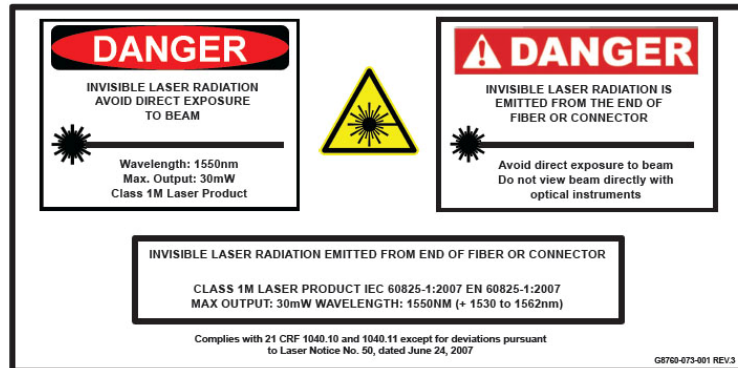 DANGER
INVISIBLE LASER RADIATION
AVOID DIRECT EXPOSURE
TO BEAM
Wavelength: 1550nm
Max. Output: 30mW
Class 1M Laser Product
DANGER
INVISIBLE LASER RADIATION IS
EMITTED FROM THE END OF
FIBER OR CONNECTOR
Avoid direct exposure to beam
Do not view beam directly with
optical instruments
INVISIBLE LASER RADIATION EMITTED FROM END OF FIBER OR CONNECTOR
CLASS 1M LASER PRODUCT IEC 60825-1:2007 EN 60825-1:2007
MAX OUTPUT: 30mW WAVELENGTH: 1550NM (+ 1530 to 1562nm)
Complies with 21 CRF 1040.10 and 1040.11 except for deviations pursuant
to Laser Notice No. 50, dated June 24, 2007
G8760-073-001 REV.3